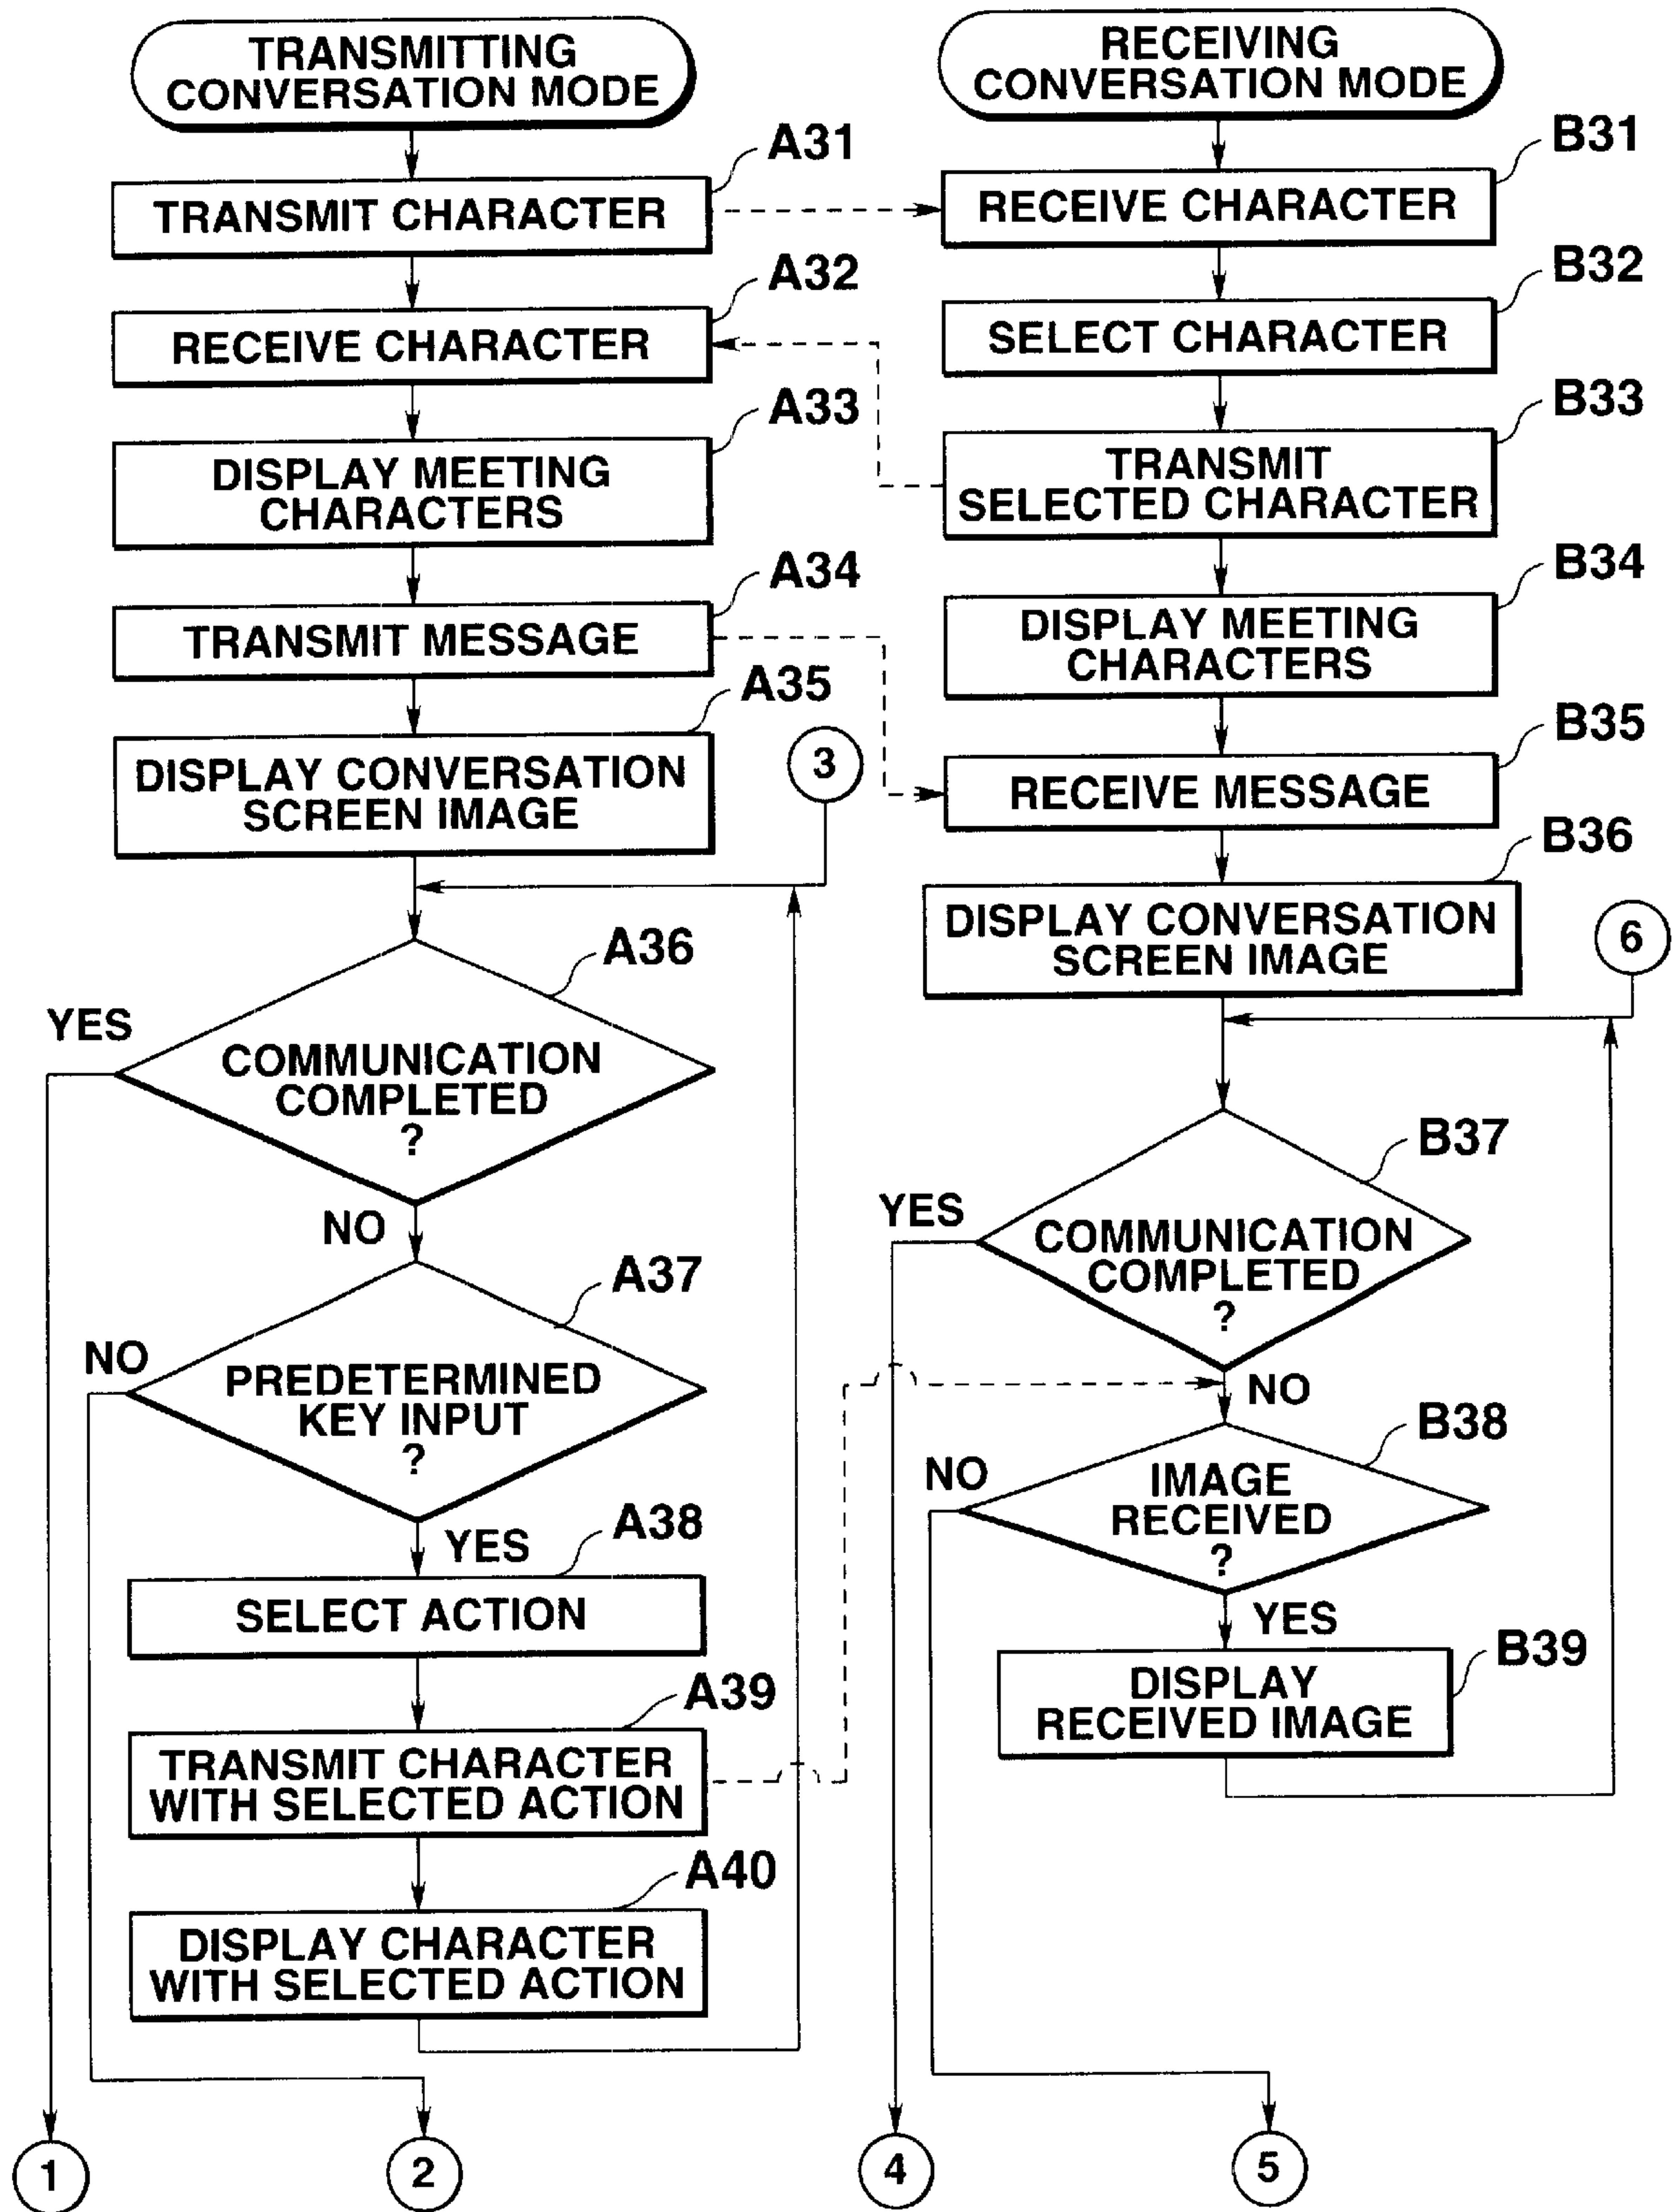 TRANSMITTING
CONVERSATION MODE
A31
TRANSMIT CHARACTER
A32
RECEIVE CHARACTER
A33
DISPLAY MEETING
CHARACTERS
A34
TRANSMIT MESSAGE
A35
DISPLAY CONVERSATION
SCREEN IMAGE
3
A36
YES
COMMUNICATION
COMPLETED
?
NO
A37
NO
PREDETERMINED
KEY INPUT
?
YES
A38
SELECT ACTION
A39
TRANSMIT CHARACTER
WITH SELECTED ACTION
A40
DISPLAY CHARACTER
WITH SELECTED ACTION
1
2
RECEIVING
CONVERSATION MODE
B31
RECEIVE CHARACTER
B32
SELECT CHARACTER
B33
TRANSMIT
SELECTED CHARACTER
B34
DISPLAY MEETING
CHARACTERS
B35
RECEIVE MESSAGE
B36
DISPLAY CONVERSATION
SCREEN IMAGE
6
B37
YES
COMMUNICATION
COMPLETED
?
NO
B38
NO
IMAGE
RECEIVED
?
YES
B39
DISPLAY
RECEIVED IMAGE
4
5